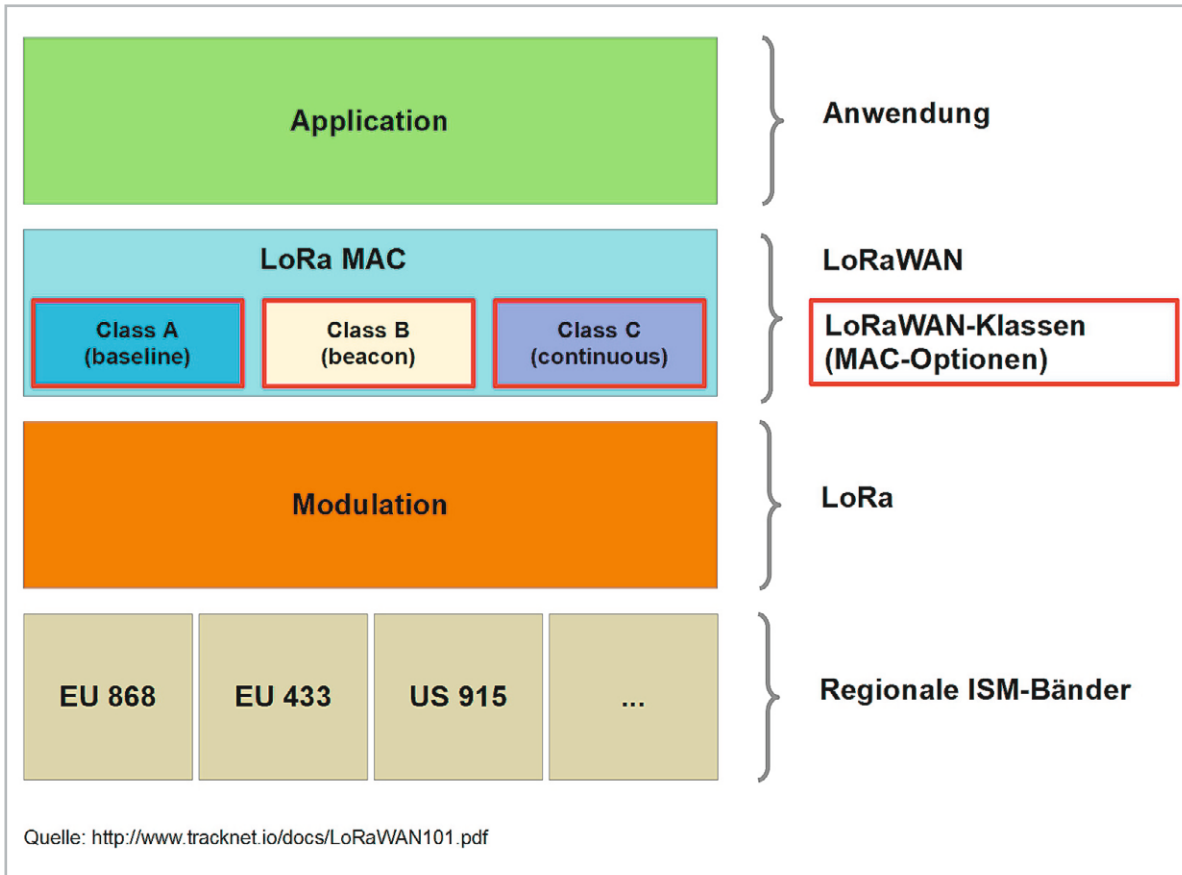 Application
Anwendung
LoRa MAC
LoRaWAN
Class A
(baseline)
Class B
(beacon)
Class C
(continuous)
LoRaWAN-Klassen
(MAC-Optionen)
Modulation
LoRa
EU 868
EU 433
US 915
...
Regionale ISM-Bänder
Quelle: http://www.tracknet.io/docs/LoRaWAN101.pdf